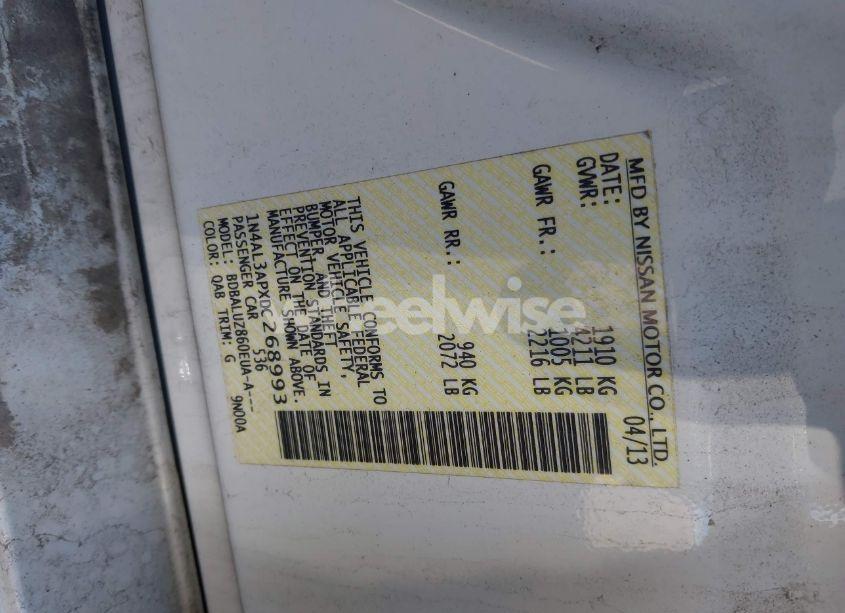 MFD BY NISSAN MOTOR CO., LTD.
DATE: 04/13
GVWR: 1910 KG
4211 LB
GAWR FR.: 1005 KG
2216 LB
GAWR RR.: 940 KG
2072 LB
THIS VEHICLE CONFORMS TO
ALL APPLICABLE FEDERAL
MOTOR VEHICLE SAFETY,
BUMPER, AND THEFT
PREVENTION STANDARDS IN
EFFECT ON THE DATE OF
MANUFACTURE SHOWN ABOVE.
1N4AL3APXDC268993
PASSENGER CAR 536
MODEL: BDBALUZ860EUA-A---
COLOR: QAB TRIM: G 9N00A
wheelwise